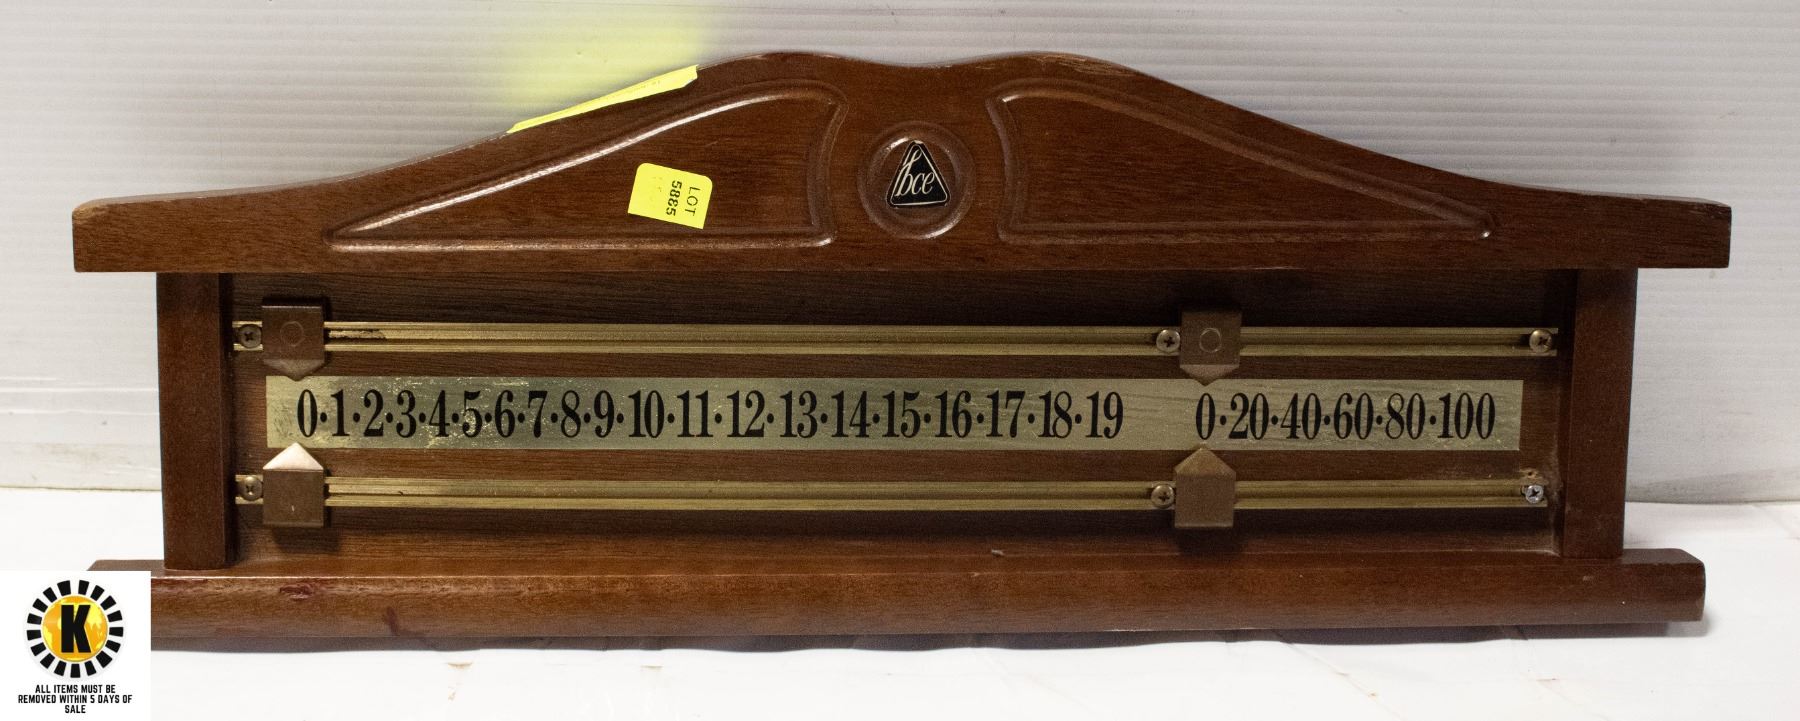 bce
LOT
5885
0·1·2·3·4·5·6·7·8·9·10·11·12·13·14·15·16·17·18·19 0·20·40·60·80·100
K
ALL ITEMS MUST BE
REMOVED WITHIN 5 DAYS OF
SALE